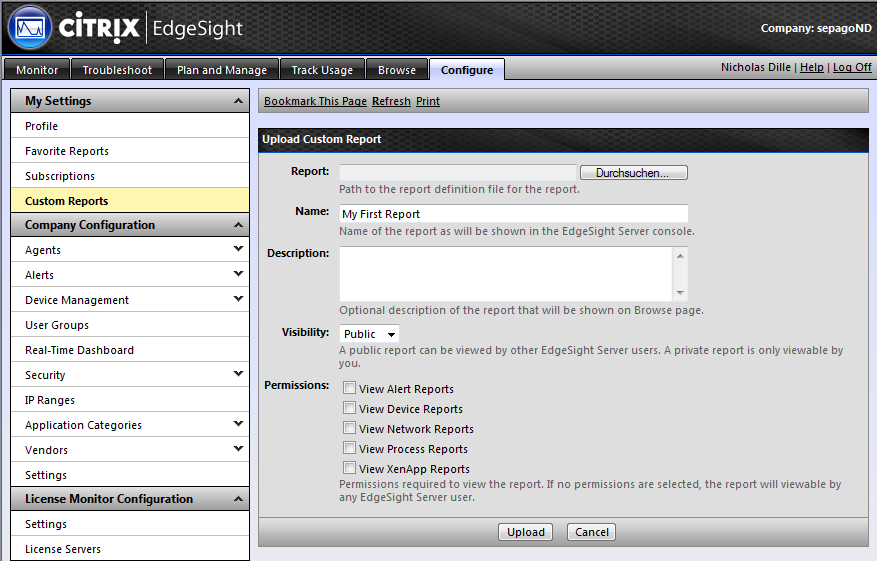 CITRIX EdgeSight
Company: sepagoND
Monitor Troubleshoot Plan and Manage Track Usage Browse Configure
Nicholas Dille | Help | Log Off
My Settings
Profile
Favorite Reports
Subscriptions
Custom Reports
Company Configuration
Agents
Alerts
Device Management
User Groups
Real-Time Dashboard
Security
IP Ranges
Application Categories
Vendors
Settings
License Monitor Configuration
Settings
License Servers
Bookmark This Page Refresh Print
Upload Custom Report
Report: Durchsuchen...
Path to the report definition file for the report.
Name: My First Report
Name of the report as will be shown in the EdgeSight Server console.
Description:
Optional description of the report that will be shown on Browse page.
Visibility: Public
A public report can be viewed by other EdgeSight Server users. A private report is only viewable by
you.
Permissions: View Alert Reports
View Device Reports
View Network Reports
View Process Reports
View XenApp Reports
Permissions required to view the report. If no permissions are selected, the report will viewable by
any EdgeSight Server user.
Upload Cancel